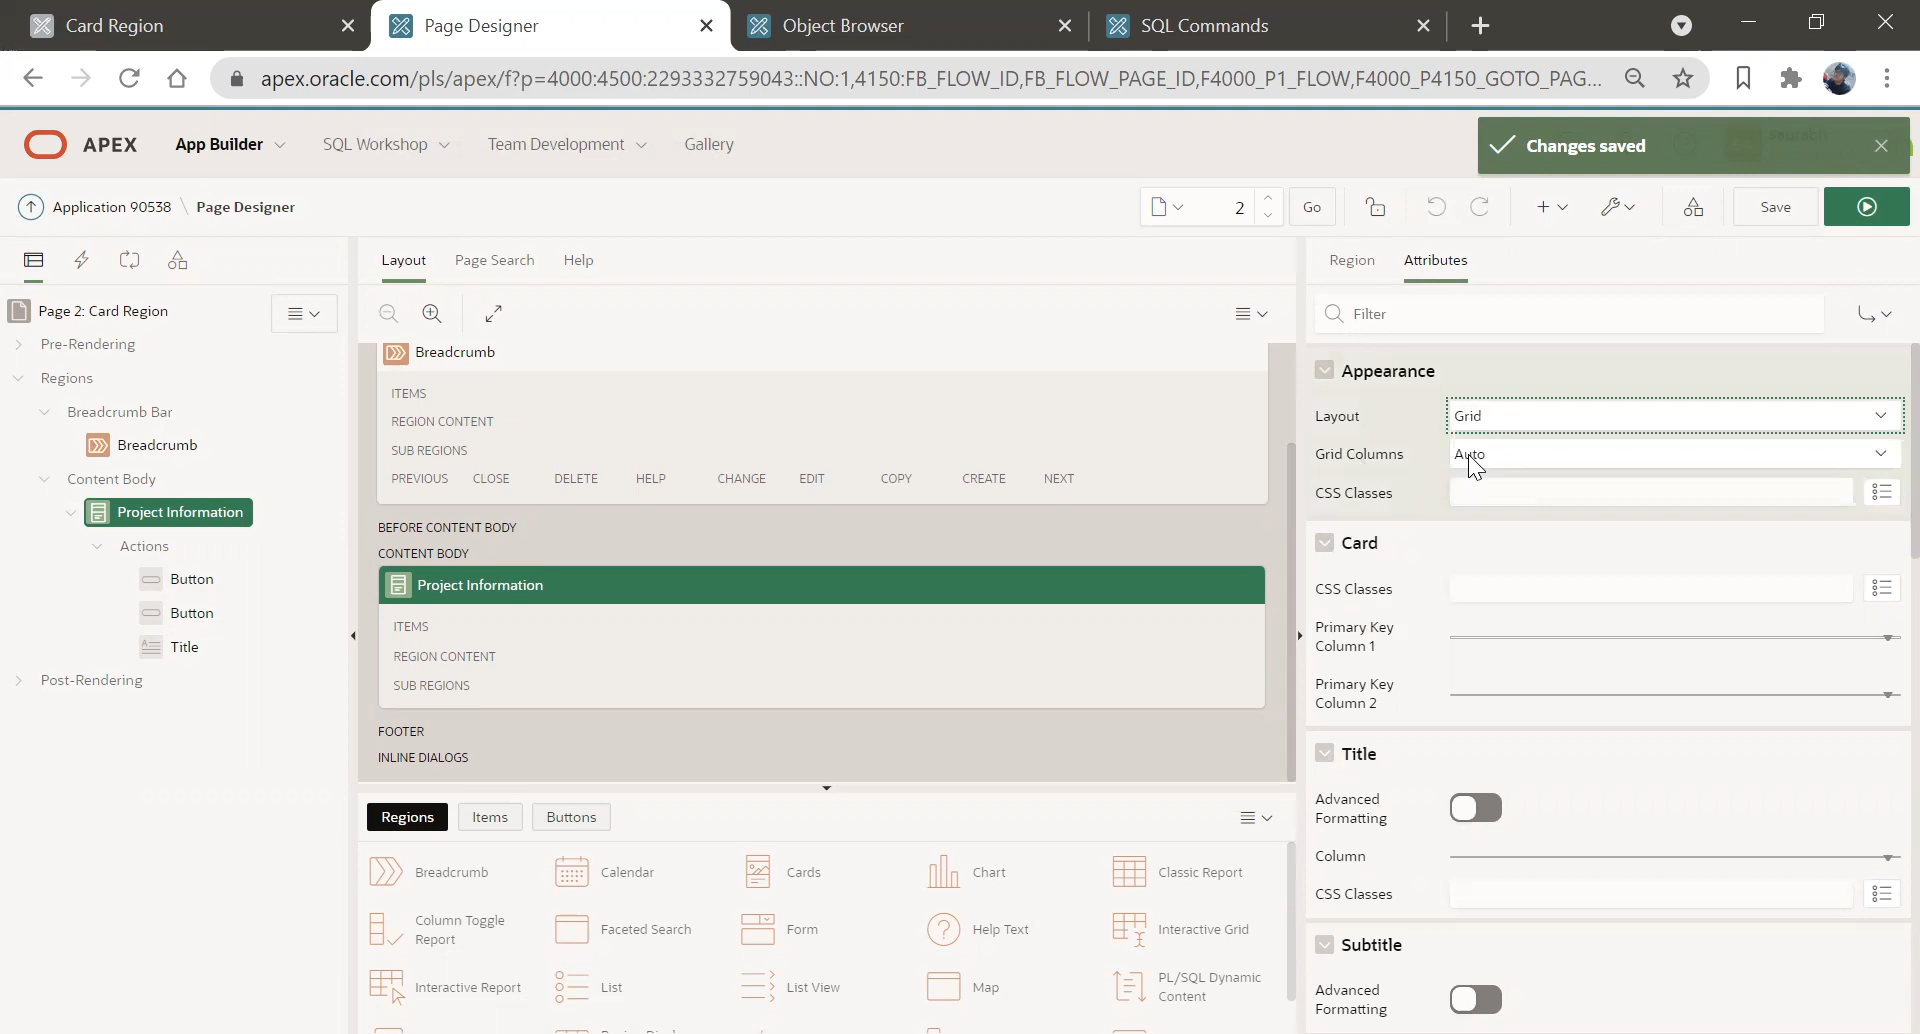 Card Region
Page Designer
Object Browser
SQL Commands
apex.oracle.com/pls/apex/f?p=4000:4500:2293332759043::NO:1,4150:FB_FLOW_ID,FB_FLOW_PAGE_ID,F4000_P1_FLOW,F4000_P4150_GOTO_PAG...
APEX
App Builder
SQL Workshop
Team Development
Gallery
Changes saved
Application 90538 \ Page Designer
2
Go
Save
Layout
Page Search
Help
Region
Attributes
Page 2: Card Region
Pre-Rendering
Regions
Breadcrumb Bar
Breadcrumb
Content Body
Project Information
Actions
Button
Button
Title
Post-Rendering
Breadcrumb
ITEMS
REGION CONTENT
SUB REGIONS
PREVIOUS CLOSE DELETE HELP CHANGE EDIT COPY CREATE NEXT
BEFORE CONTENT BODY
CONTENT BODY
Project Information
ITEMS
REGION CONTENT
SUB REGIONS
FOOTER
INLINE DIALOGS
Regions
Items
Buttons
Breadcrumb
Calendar
Cards
Chart
Classic Report
Column Toggle
Report
Faceted Search
Form
Help Text
Interactive Grid
Interactive Report
List
List View
Map
PL/SQL Dynamic
Content
Filter
Appearance
Layout
Grid
Grid Columns
Auto
CSS Classes
Card
CSS Classes
Primary Key
Column 1
Primary Key
Column 2
Title
Advanced
Formatting
Column
CSS Classes
Subtitle
Advanced
Formatting